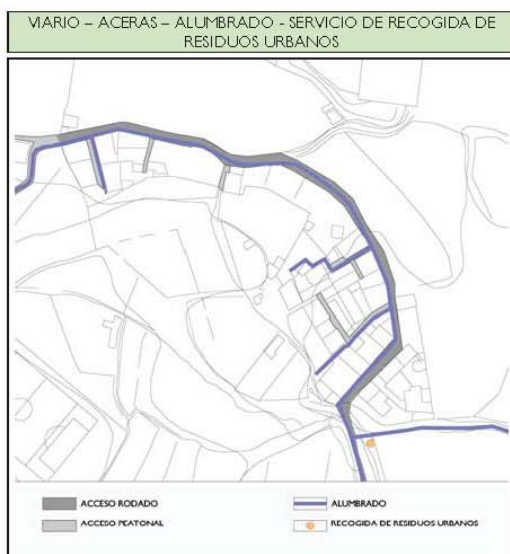 VIARIO – ACERAS – ALUMBRADO - SERVICIO DE RECOGIDA DE
RESIDUOS URBANOS
ACCESO RODADO
ALUMBRADO
ACCESO PEATONAL
RECOGIDA DE RESIDUOS URBANOS